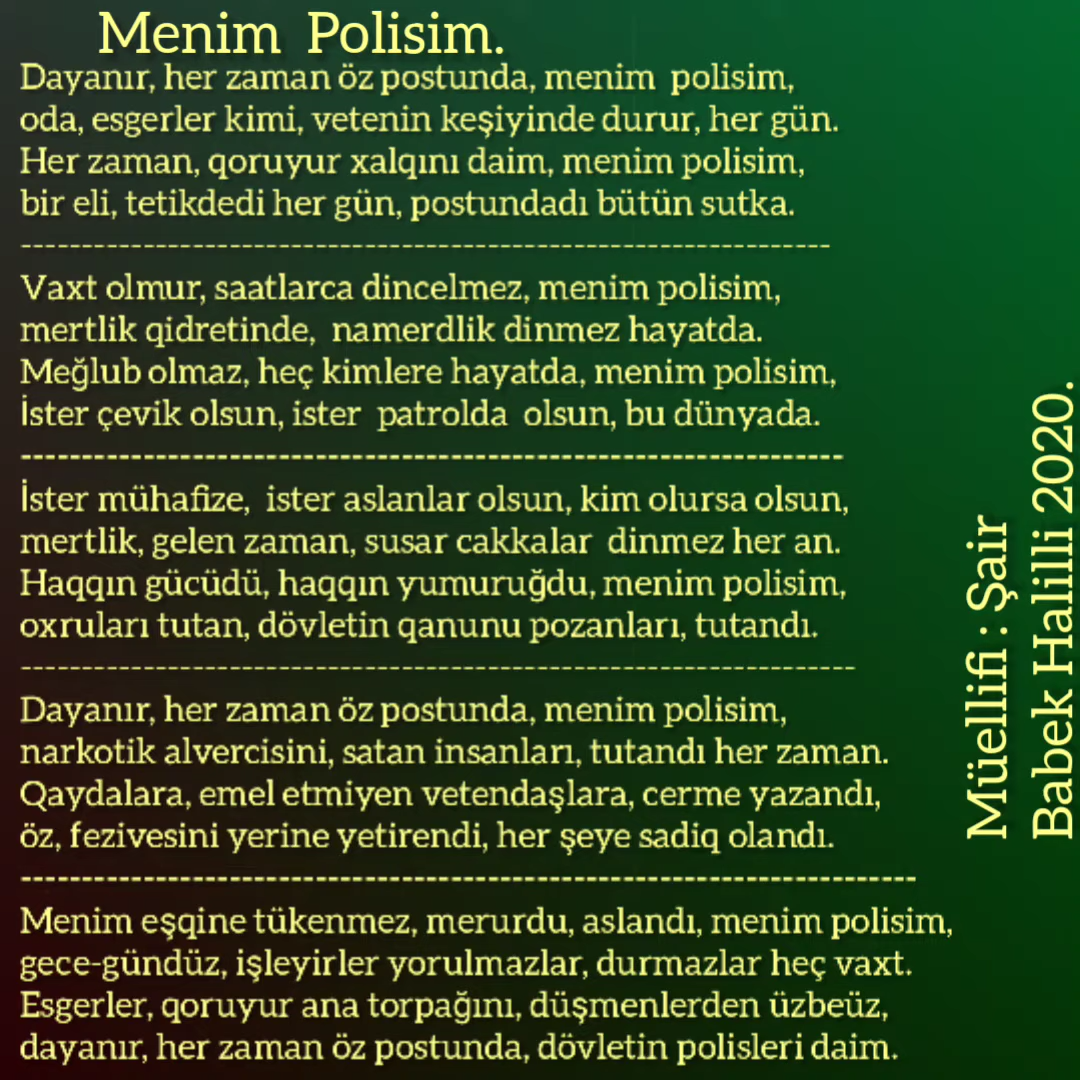 Menim Polisim.
Dayanır, her zaman öz postunda, menim polisim,
oda, esgerler kimi, vetenin keşiyinde durur, her gün.
Her zaman, qoruyur xalqını daim, menim polisim,
bir eli, tetikdedi her gün, postundadı bütün sutka.
-------------------------------------------------------------------
Vaxt olmur, saatlarca dincelmez, menim polisim,
mertlik qidretinde, namerdlik dinmez hayatda.
Meğlub olmaz, heç kimlere hayatda, menim polisim,
İster çevik olsun, ister patrolda olsun, bu dünyada.
-------------------------------------------------------------------
İster mühafize, ister aslanlar olsun, kim olursa olsun,
mertlik, gelen zaman, susar cakkalar dinmez her an.
Haqqın gücüdü, haqqın yumuruğdu, menim polisim,
oxruları tutan, dövletin qanunu pozanları, tutandı.
---------------------------------------------------------------------
Dayanır, her zaman öz postunda, menim polisim,
narkotik alvercisini, satan insanları, tutandı her zaman.
Qaydalara, emel etmiyen vetendaşlara, cerme yazandı,
öz, fezivesini yerine yetirendi, her şeye sadiq olandı.
-------------------------------------------------------------------------
Menim eşqine tükenmez, merurdu, aslandı, menim polisim,
gece-gündüz, işleyirler yorulmazlar, durmazlar heç vaxt.
Esgerler, qoruyur ana torpağını, düşmenlerden üzbeüz,
dayanır, her zaman öz postunda, dövletin polisleri daim.
Müellifi : Şair
Babek Halilli 2020.